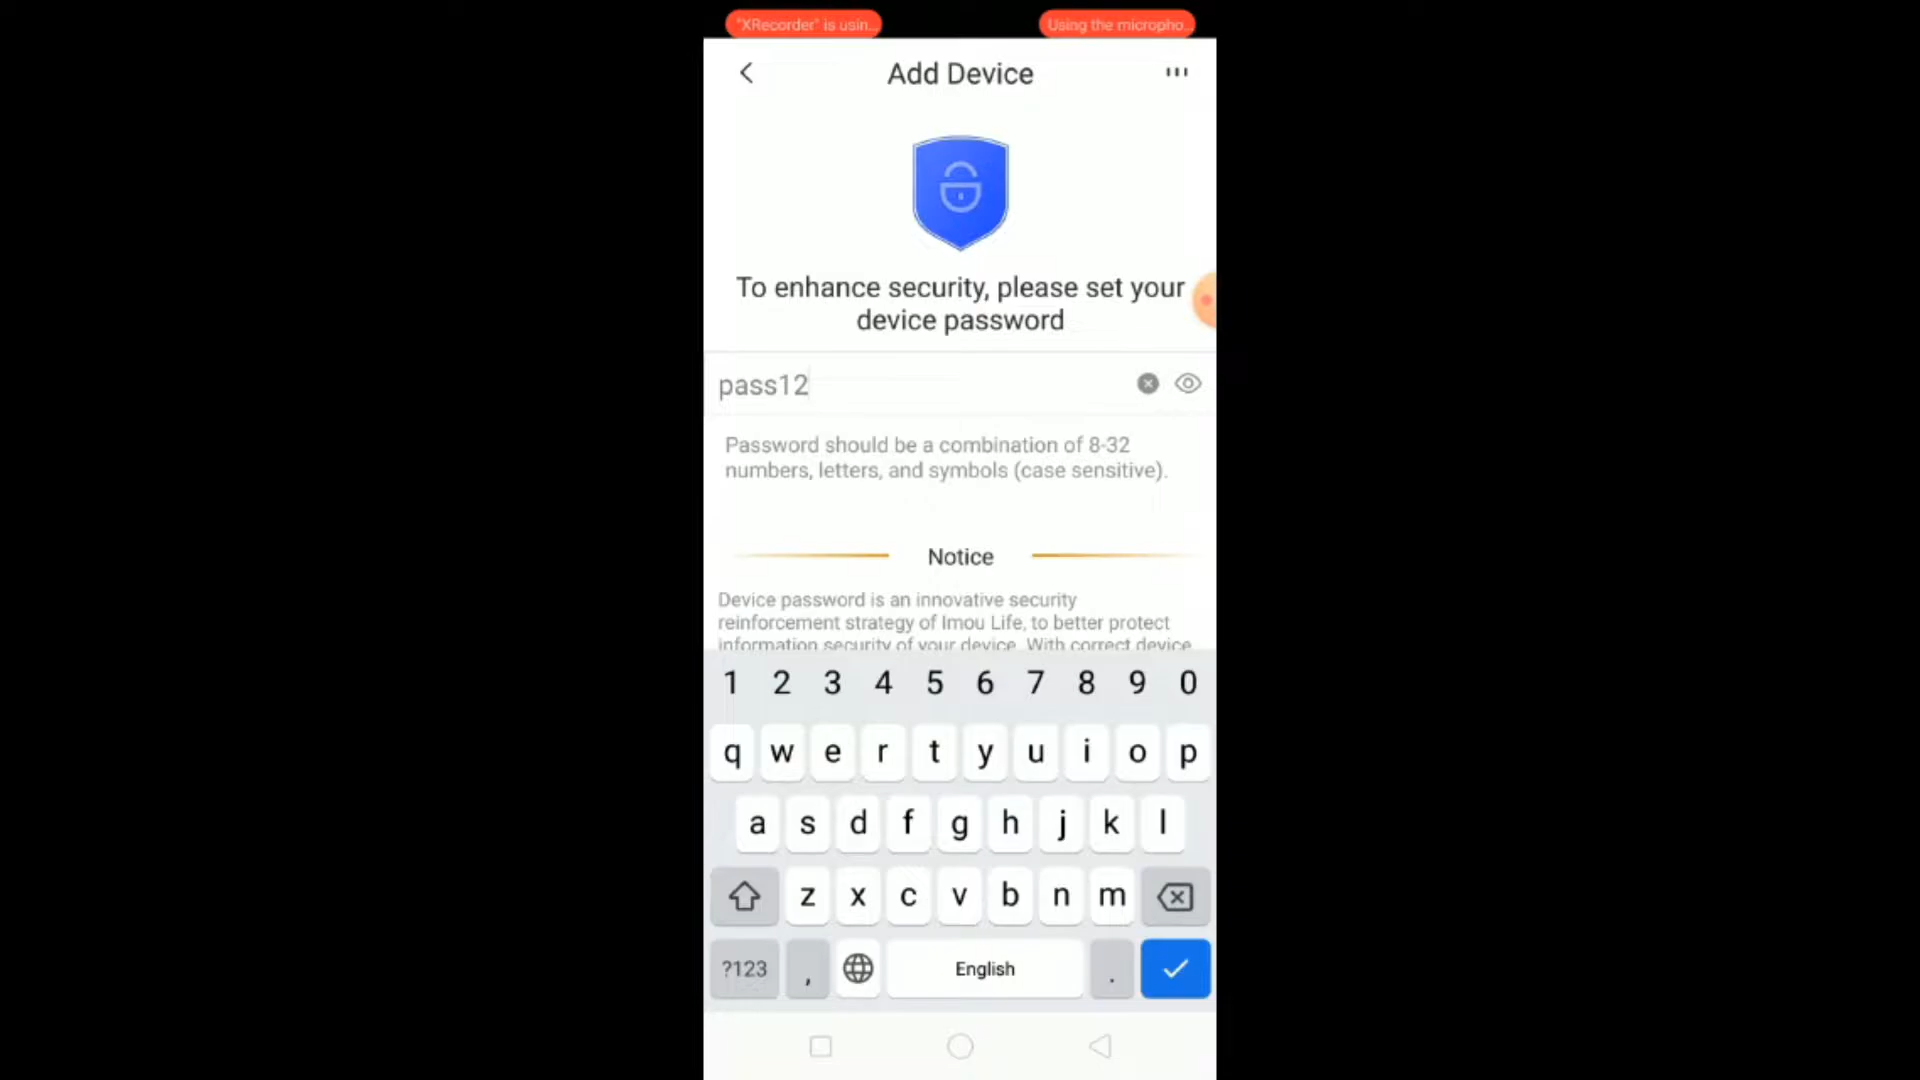 "XRecorder" is usin... Using the micropho...
Add Device
To enhance security, please set your
device password
pass12
Password should be a combination of 8-32
numbers, letters, and symbols (case sensitive).
Notice
Device password is an innovative security
reinforcement strategy of Imou Life, to better protect
information security of your device. With correct device
1 2 3 4 5 6 7 8 9 0
q w e r t y u i o p
a s d f g h j k l
z x c v b n m
?123 , English .